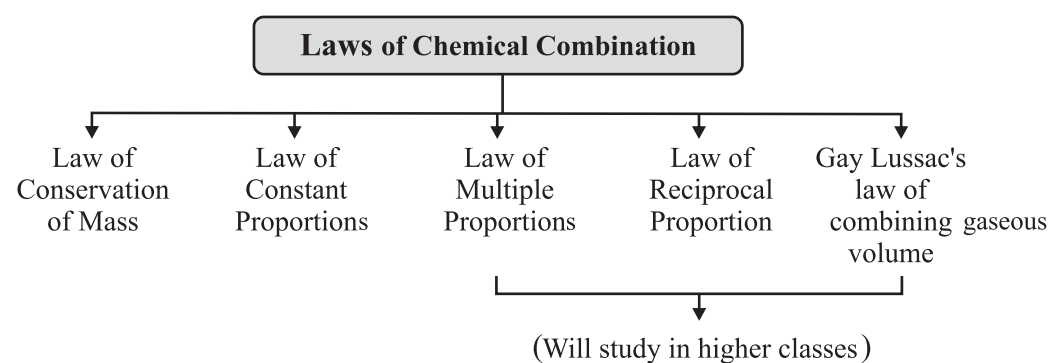 Laws of Chemical Combination
Law of
Conservation
of Mass
Law of
Constant
Proportions
Law of
Multiple
Proportions
Law of
Reciprocal
Proportion
Gay Lussac's
law of
combining gaseous
volume
(Will study in higher classes)